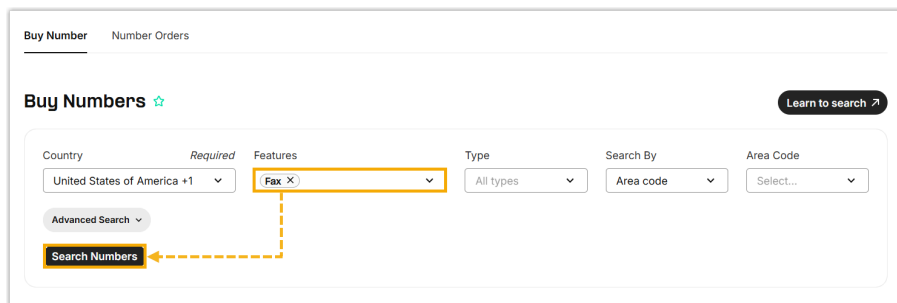 Buy Number Number Orders
Buy Numbers
Learn to search
Country Required Features Type Search By Area Code
United States of America +1 Fax All types Area code Select...
Advanced Search
Search Numbers